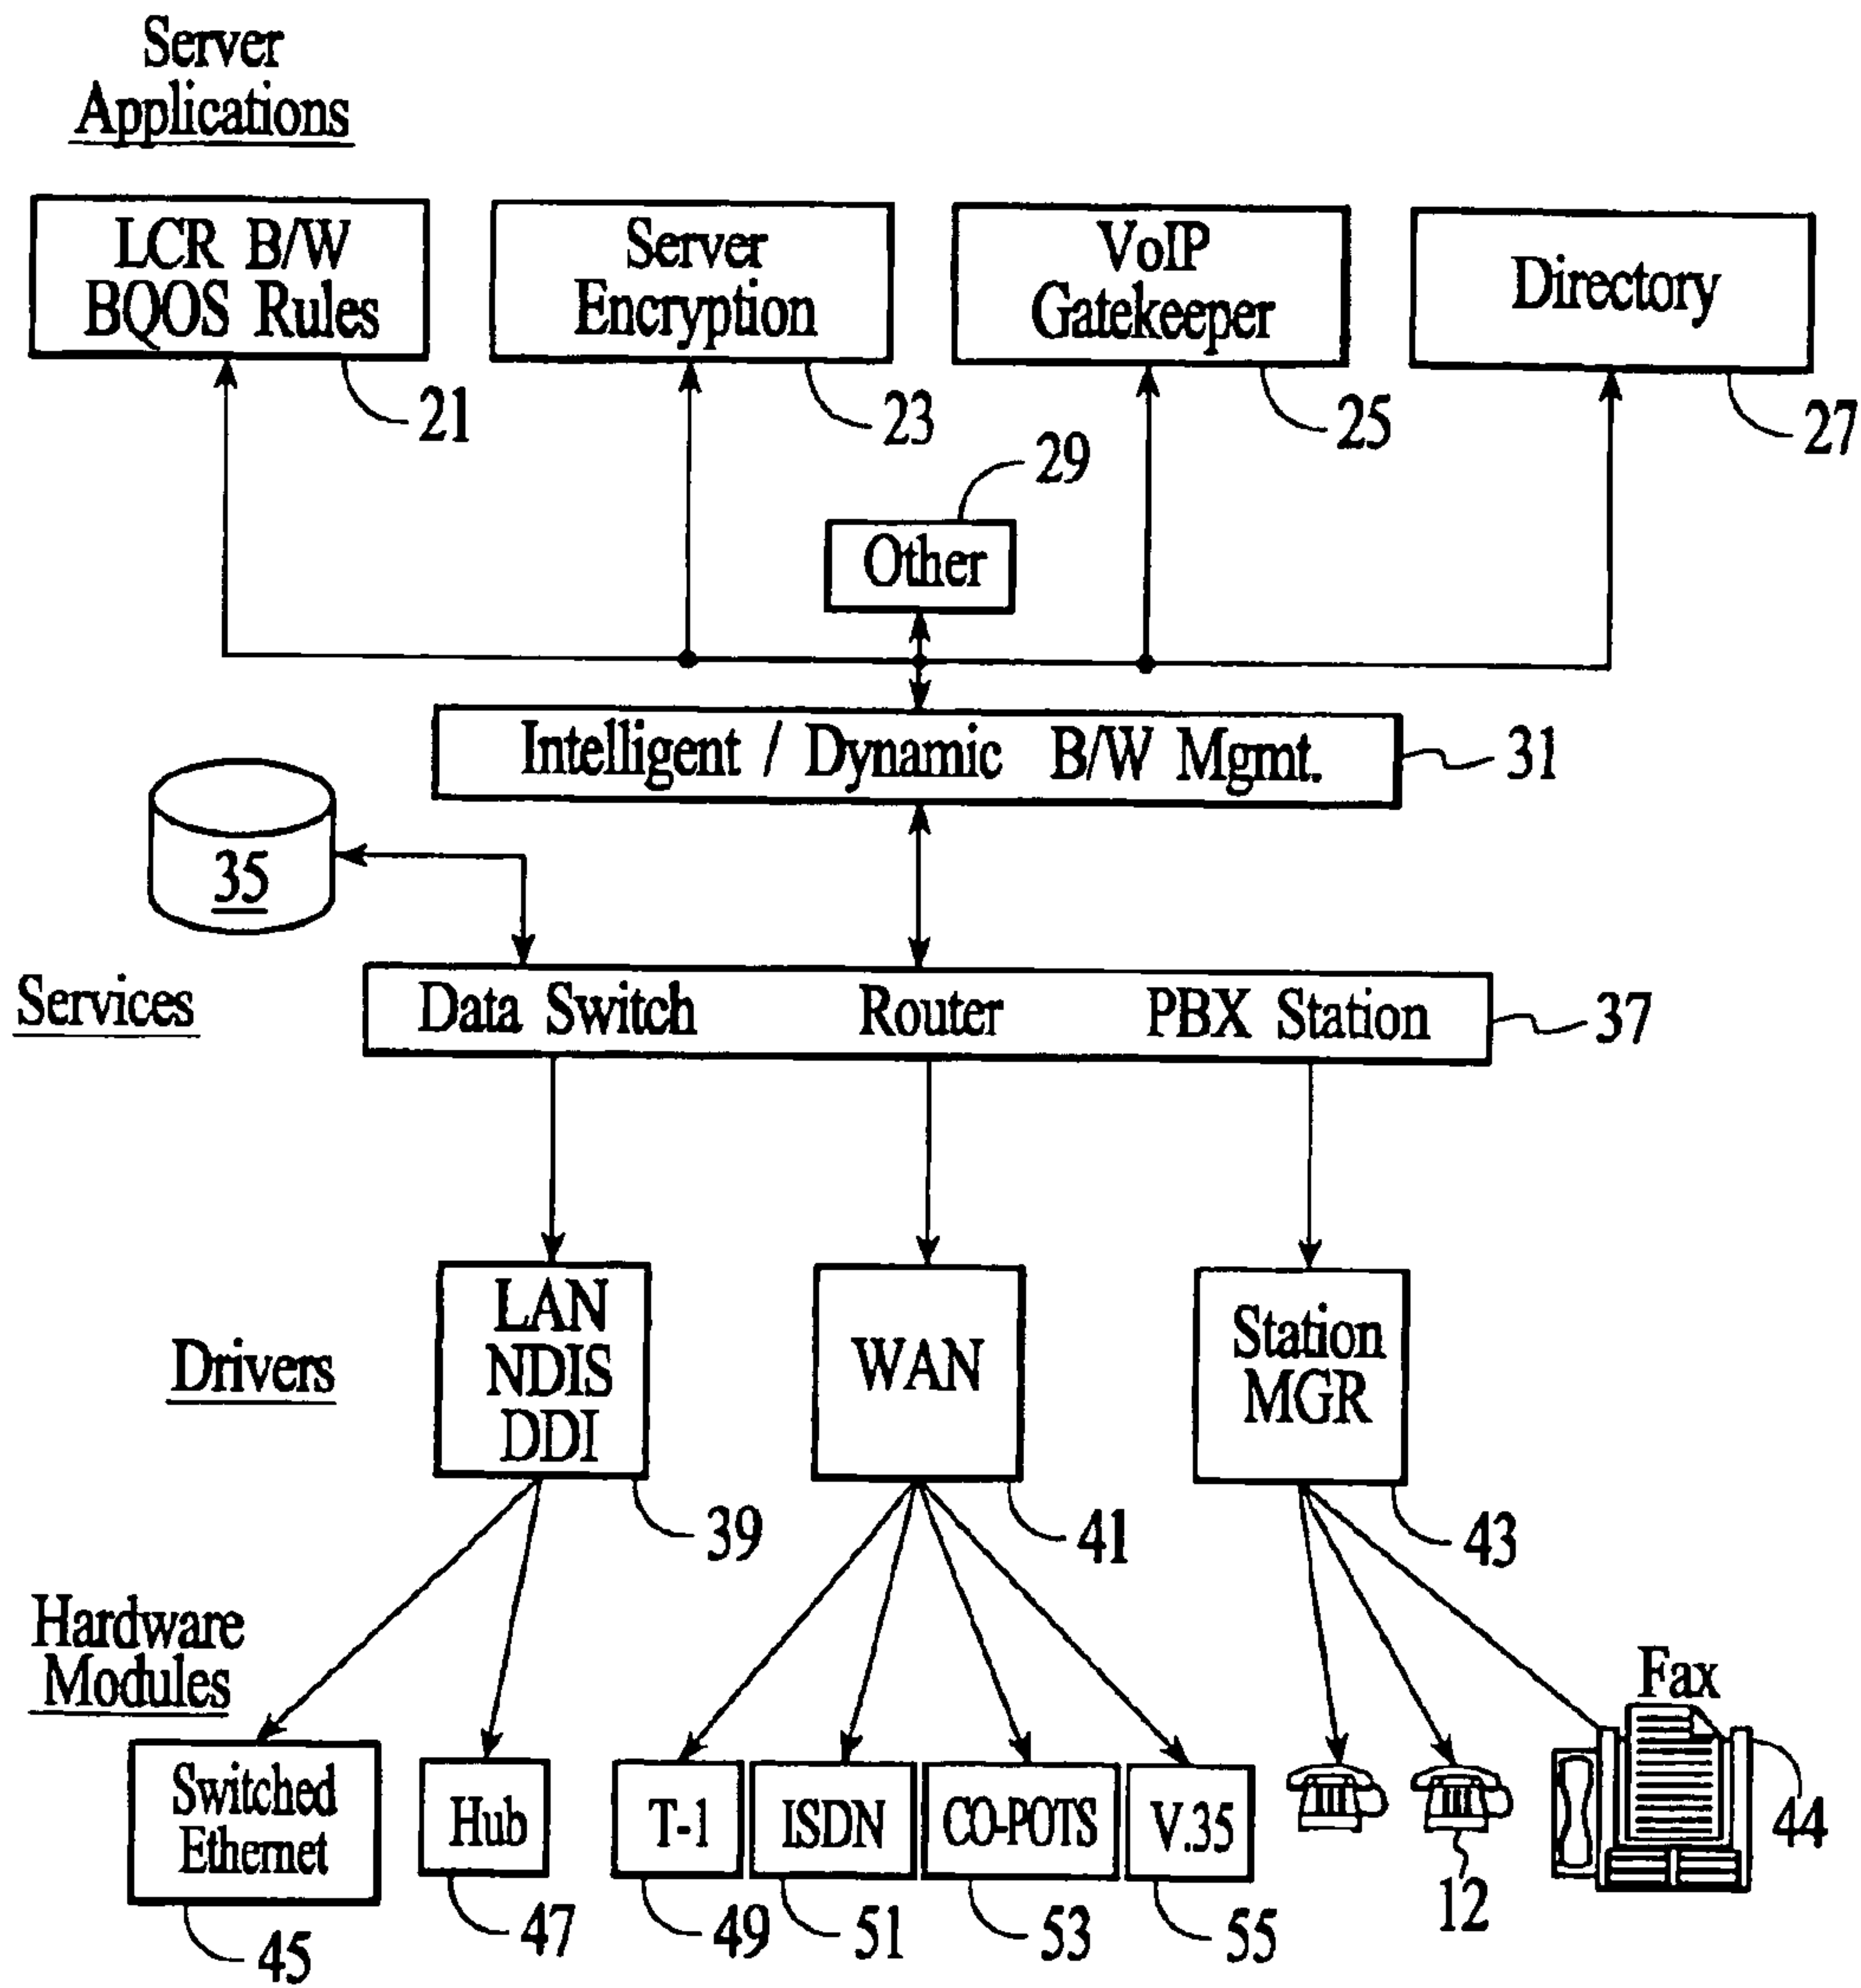 Server
Applications
LCR B/W
BQOS Rules
21
Server
Encryption
23
VoIP
Gatekeeper
25
Directory
27
29
Other
Intelligent / Dynamic B/W Mgmt.
31
35
Services
Data Switch Router PBX Station
37
Drivers
LAN
NDIS
DDI
39
WAN
41
Station
MGR
43
Hardware
Modules
Switched
Ethernet
45
Hub
47
T-1
49
ISDN
51
CO-POTS
53
V.35
55
12
Fax
44